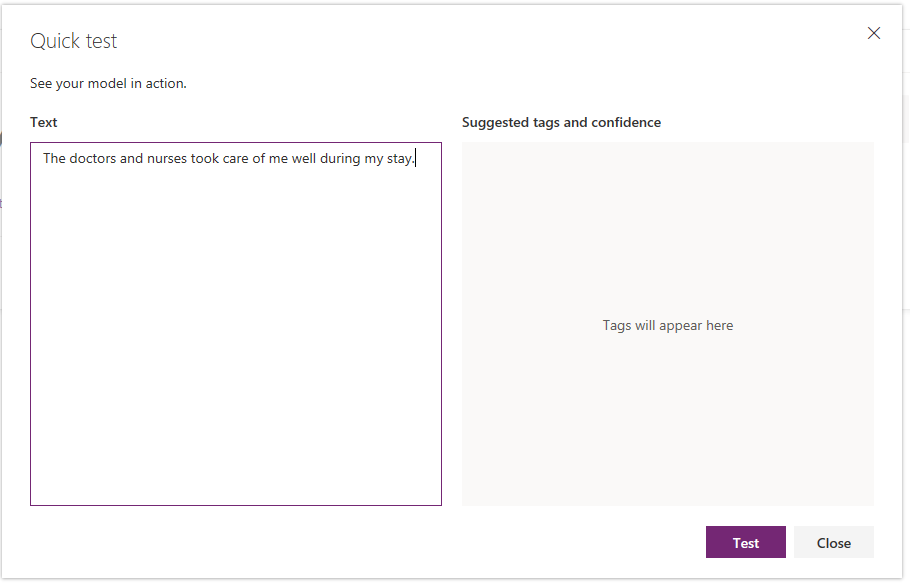 Quick test
See your model in action.
Text
The doctors and nurses took care of me well during my stay.
Suggested tags and confidence
Tags will appear here
Test
Close